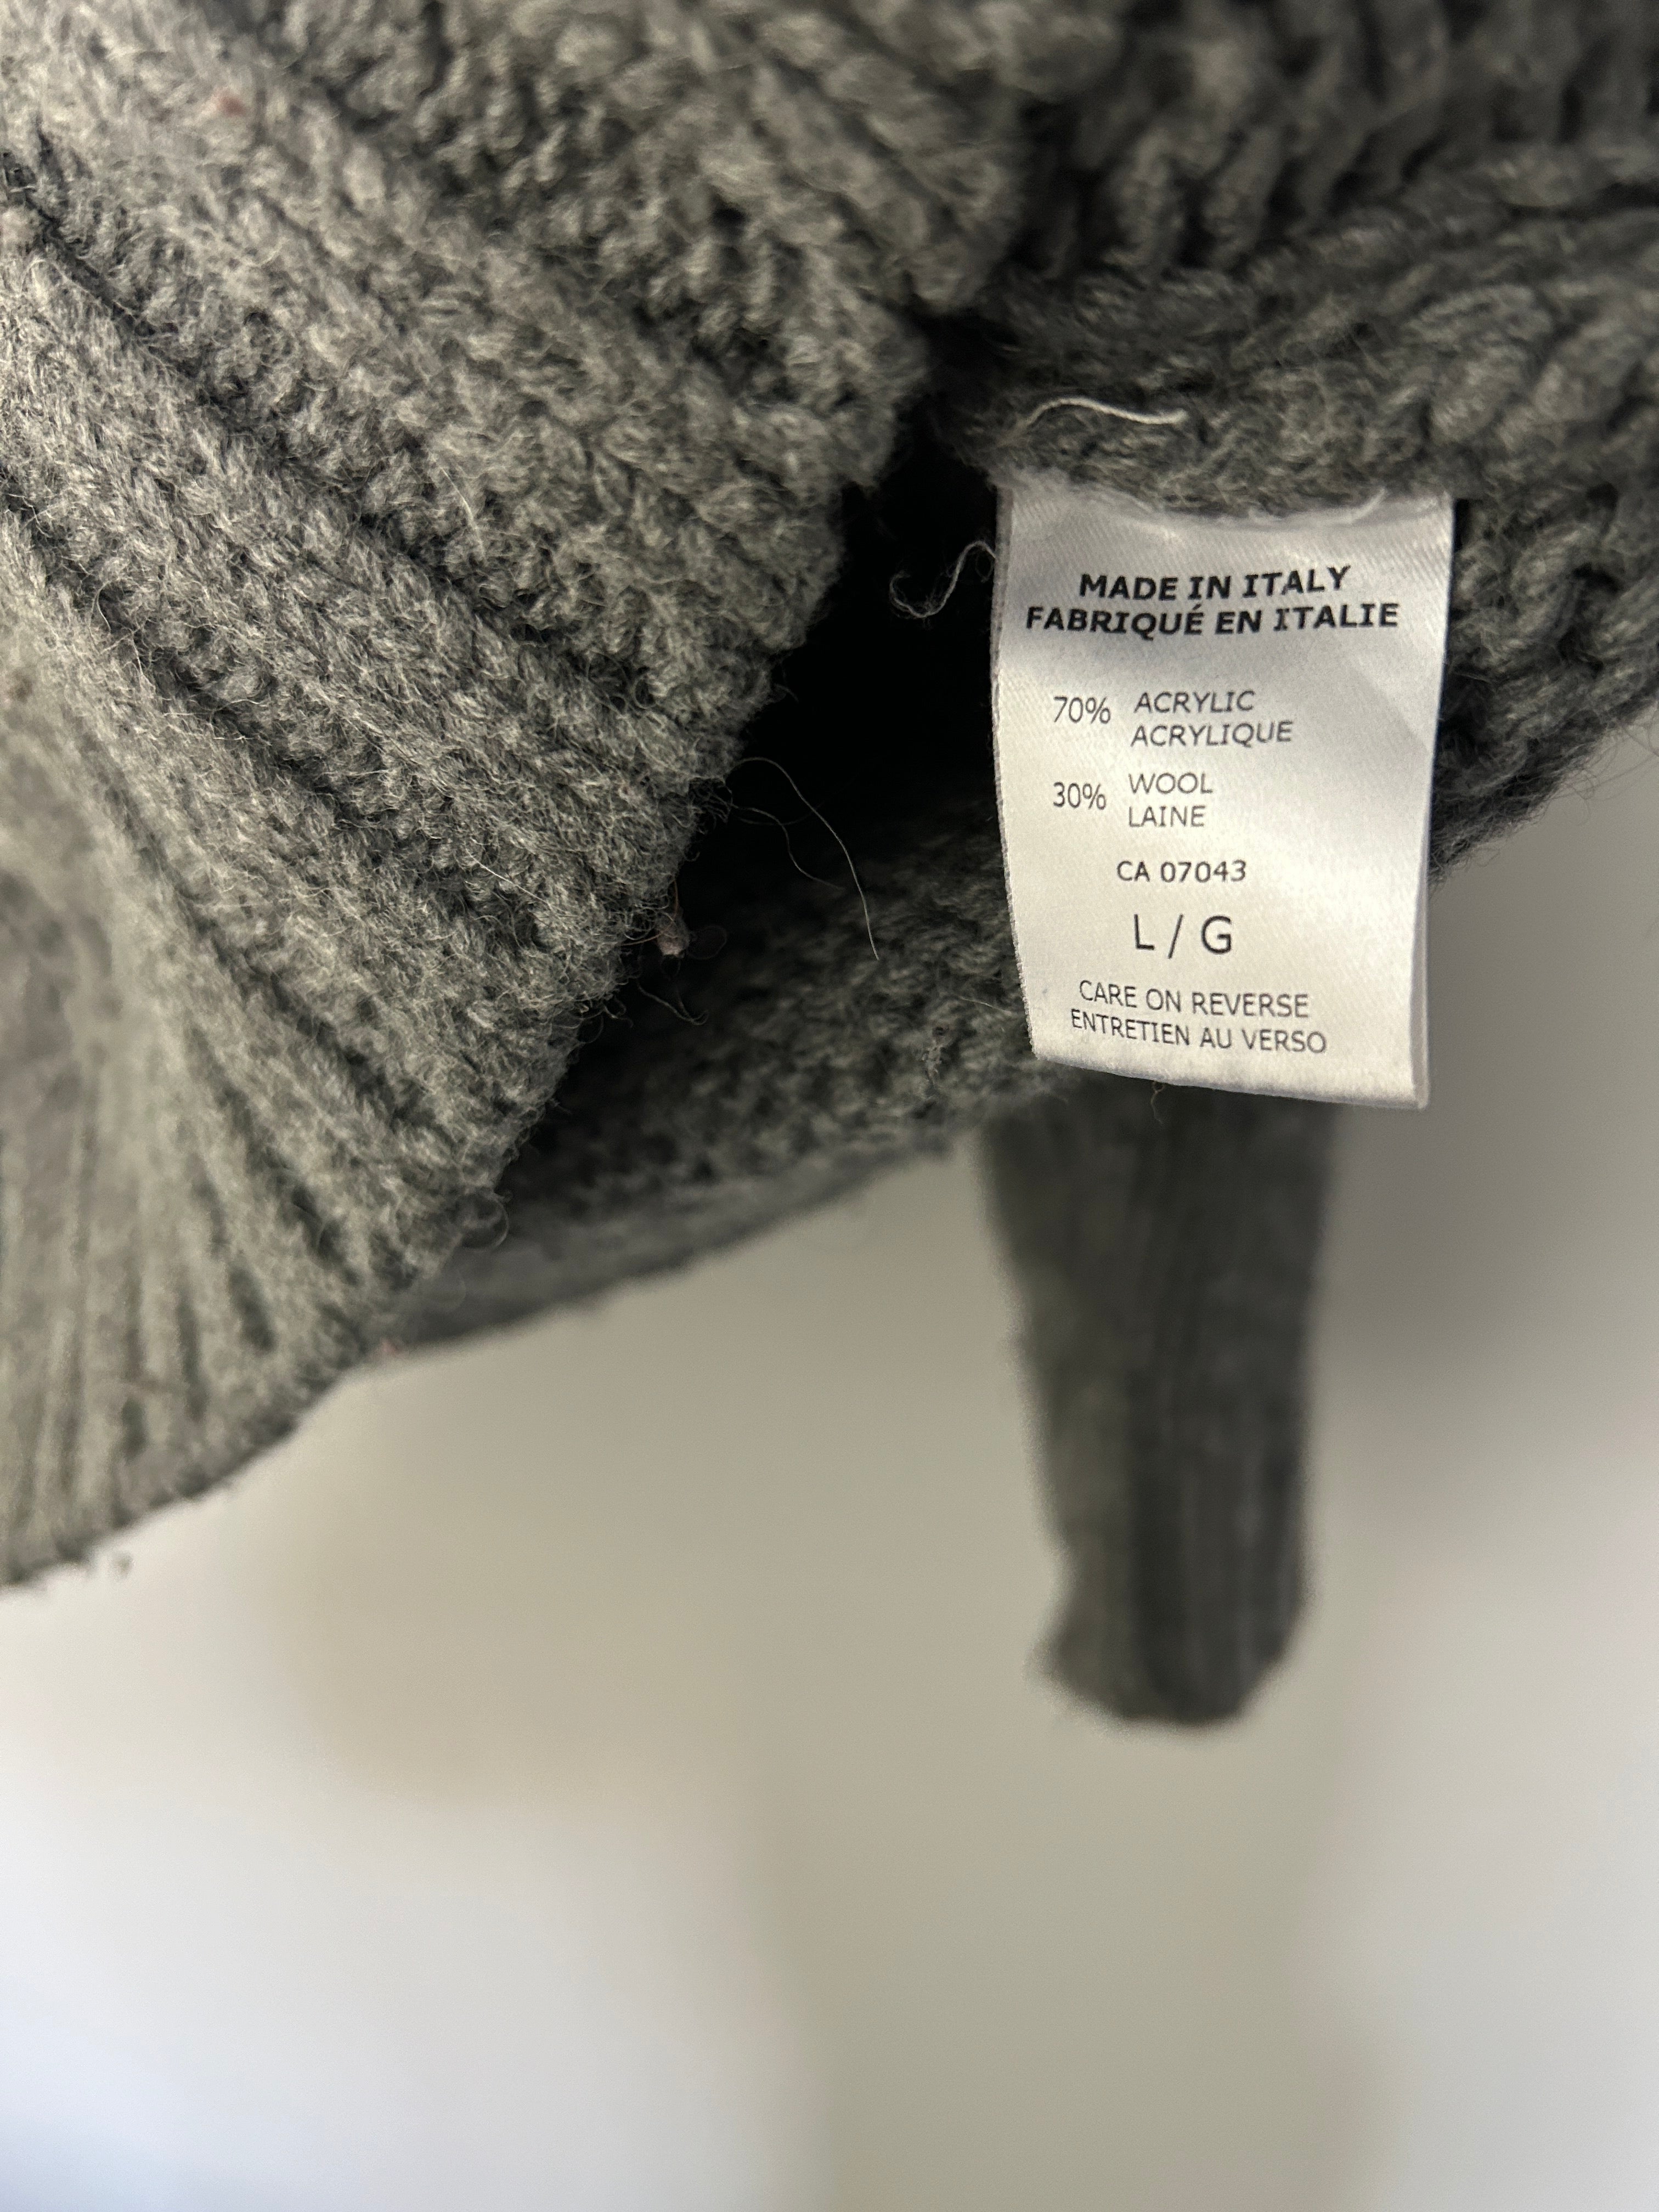 MADE IN ITALY
FABRIQUÉ EN ITALIE
70% ACRYLIC
ACRYLIQUE
30% WOOL
LAINE
CA 07043
L / G
CARE ON REVERSE
ENTRETIEN AU VERSO